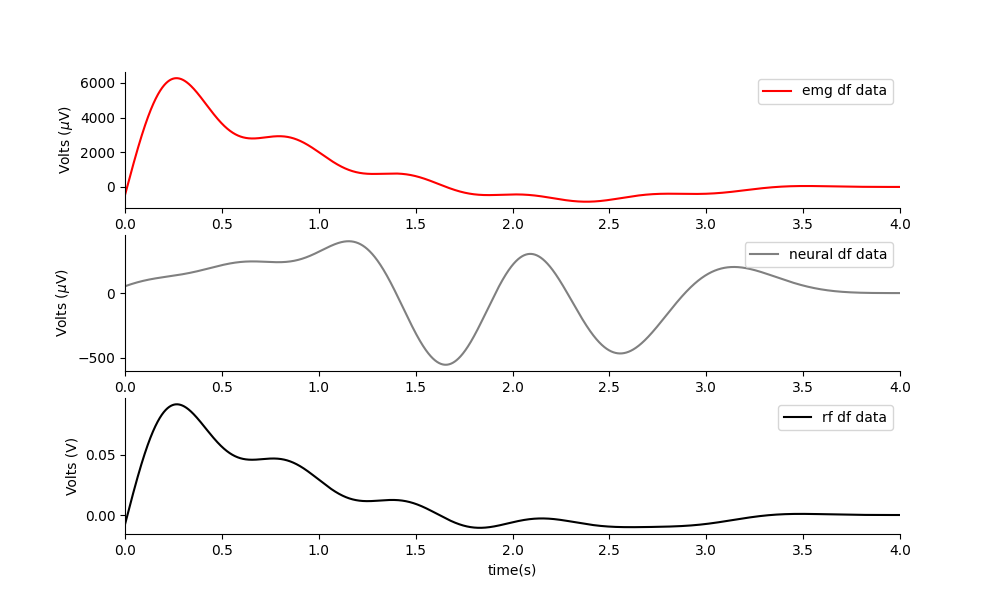 6000
4000
2000
0
Volts (μV)
emg df data
0.0 0.5 1.0 1.5 2.0 2.5 3.0 3.5 4.0
0
−500
Volts (μV)
neural df data
0.0 0.5 1.0 1.5 2.0 2.5 3.0 3.5 4.0
0.05
0.00
Volts (V)
rf df data
0.0 0.5 1.0 1.5 2.0 2.5 3.0 3.5 4.0
time(s)